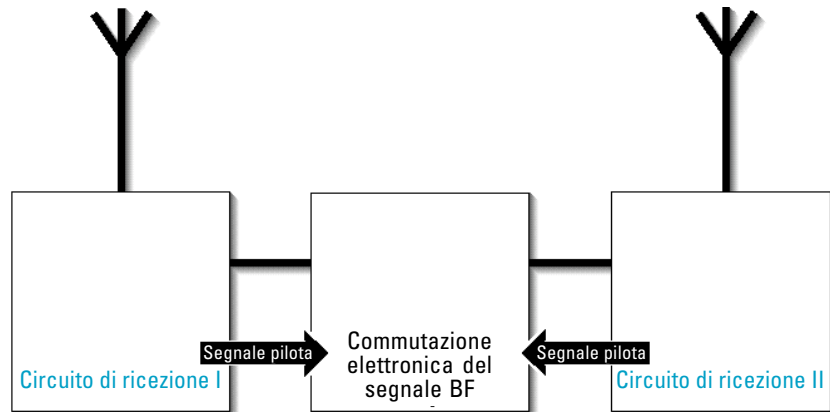 Segnale pilota
Commutazione
elettronica del
segnale BF
Segnale pilota
Circuito di ricezione I
Circuito di ricezione II